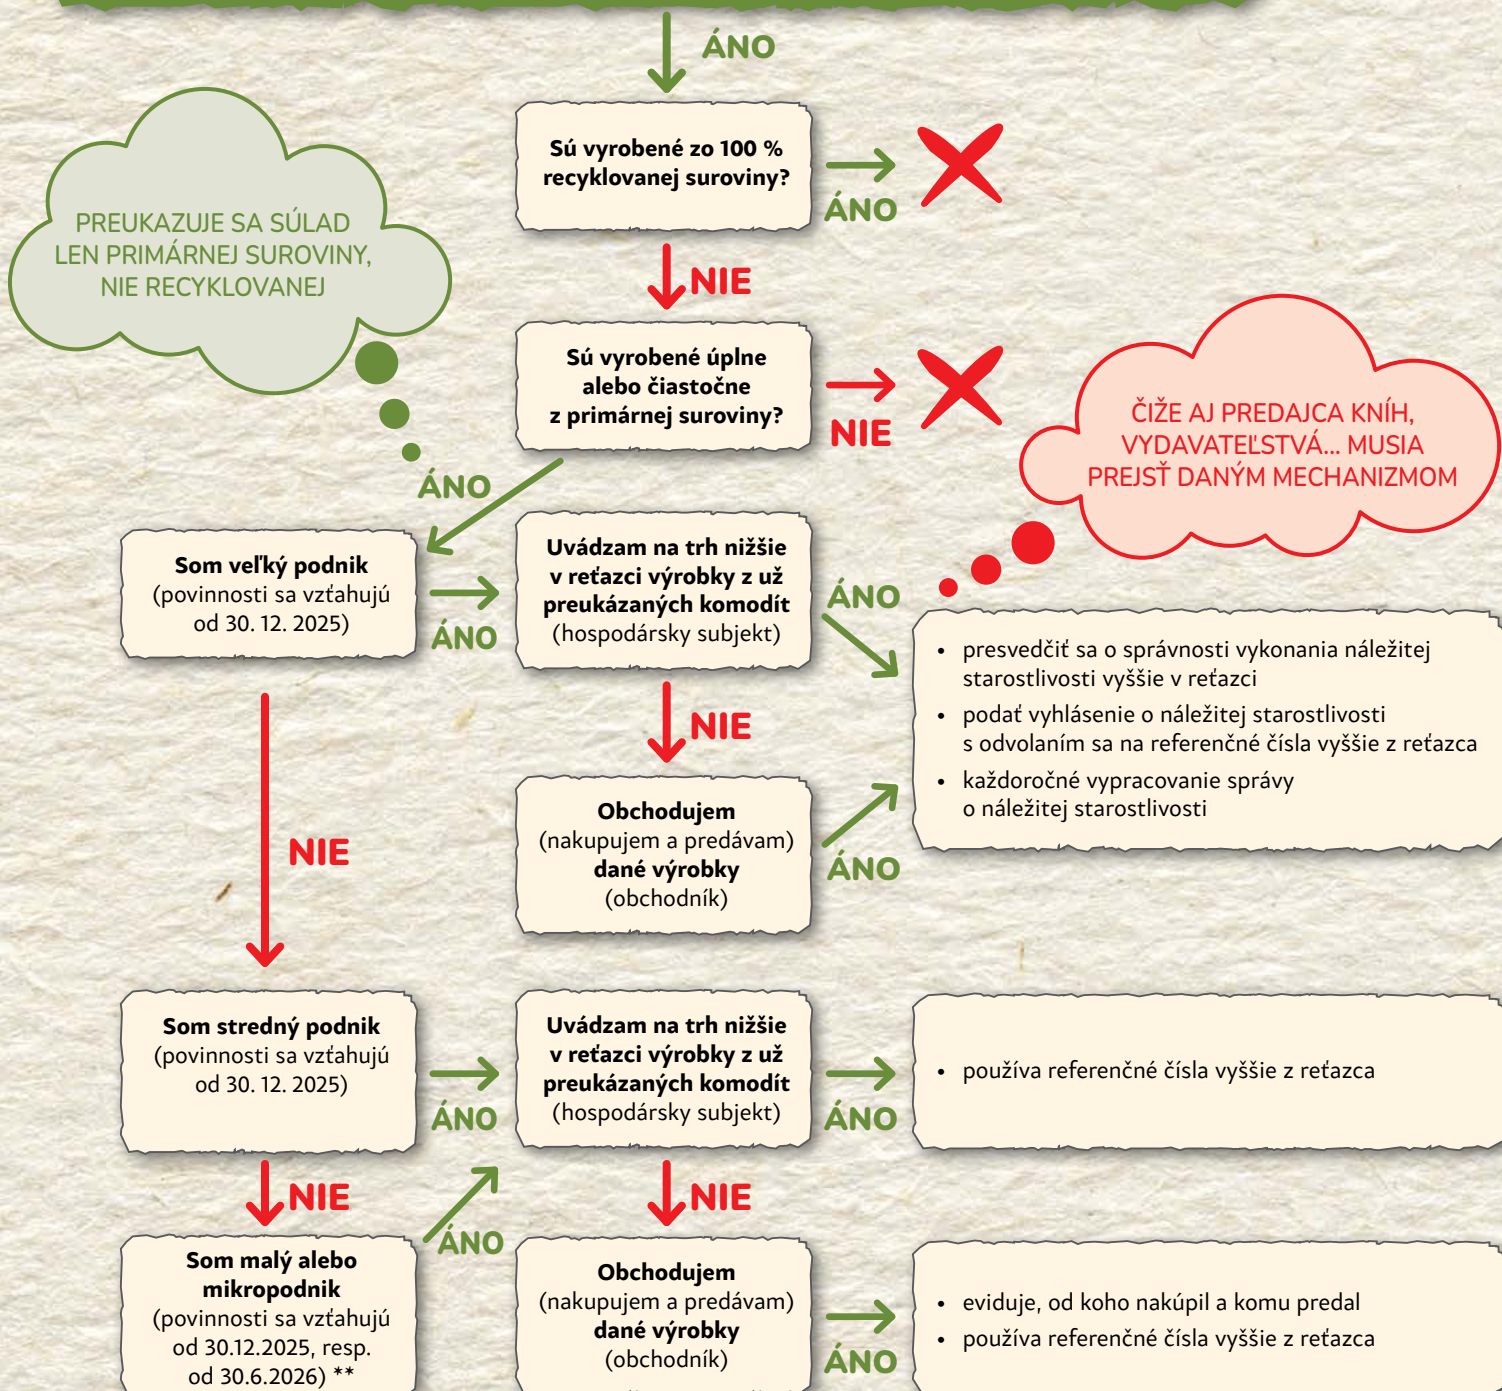 ÁNO
Sú vyrobené zo 100 %
recyklovanej suroviny?
ÁNO
PREUKAZUJE SA SÚLAD
LEN PRIMÁRNEJ SUROVINY,
NIE RECYKLOVANEJ
NIE
Sú vyrobené úplne
alebo čiastočne
z primárnej suroviny?
NIE
ČIŽE AJ PREDAJCA KNÍH,
VYDAVATEĽSTVÁ... MUSIA
PREJSŤ DANÝM MECHANIZMOM
ÁNO
Som veľký podnik
(povinnosti sa vzťahujú
od 30. 12. 2025)
ÁNO
Uvádzam na trh nižšie
v reťazci výrobky z už
preukázaných komodít
(hospodársky subjekt)
ÁNO
• presvedčiť sa o správnosti vykonania náležitej
starostlivosti vyššie v reťazci
• podať vyhlásenie o náležitej starostlivosti
s odvolaním sa na referenčné čísla vyššie z reťazca
• každoročné vypracovanie správy
o náležitej starostlivosti
NIE
NIE
Obchodujem
(nakupujem a predávam)
dané výrobky
(obchodník)
ÁNO
Som stredný podnik
(povinnosti sa vzťahujú
od 30. 12. 2025)
ÁNO
Uvádzam na trh nižšie
v reťazci výrobky z už
preukázaných komodít
(hospodársky subjekt)
ÁNO
• používa referenčné čísla vyššie z reťazca
NIE
ÁNO
NIE
Som malý alebo
mikropodnik
(povinnosti sa vzťahujú
od 30.12.2025, resp.
od 30.6.2026) **
Obchodujem
(nakupujem a predávam)
dané výrobky
(obchodník)
ÁNO
• eviduje, od koho nakúpil a komu predal
• používa referenčné čísla vyššie z reťazca